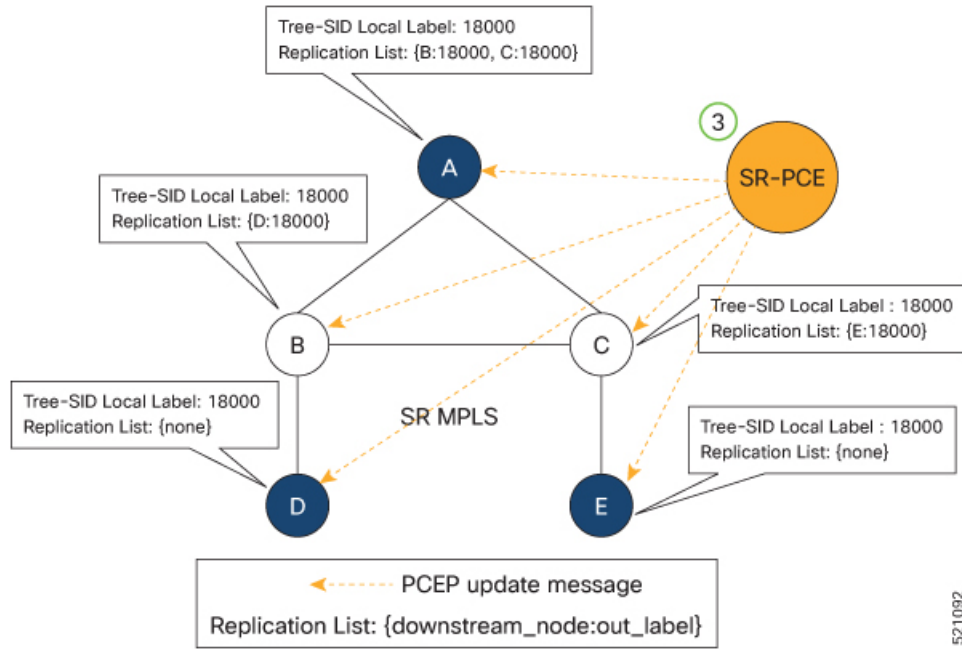 Tree-SID Local Label: 18000
Replication List: {B:18000, C:18000}
3
SR-PCE
A
Tree-SID Local Label: 18000
Replication List: {D:18000}
Tree-SID Local Label : 18000
Replication List: {E:18000}
B
C
Tree-SID Local Label: 18000
Replication List: {none}
SR MPLS
Tree-SID Local Label : 18000
Replication List: {none}
D
E
PCEP update message
Replication List: {downstream_node:out_label}
521092